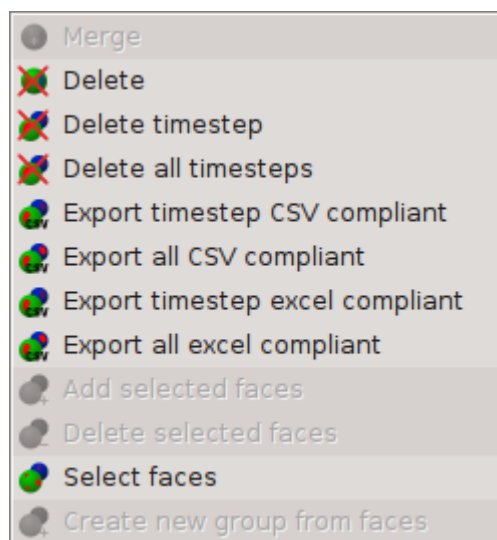 Merge
Delete
Delete timestep
Delete all timesteps
Export timestep CSV compliant
Export all CSV compliant
Export timestep excel compliant
Export all excel compliant
Add selected faces
Delete selected faces
Select faces
Create new group from faces